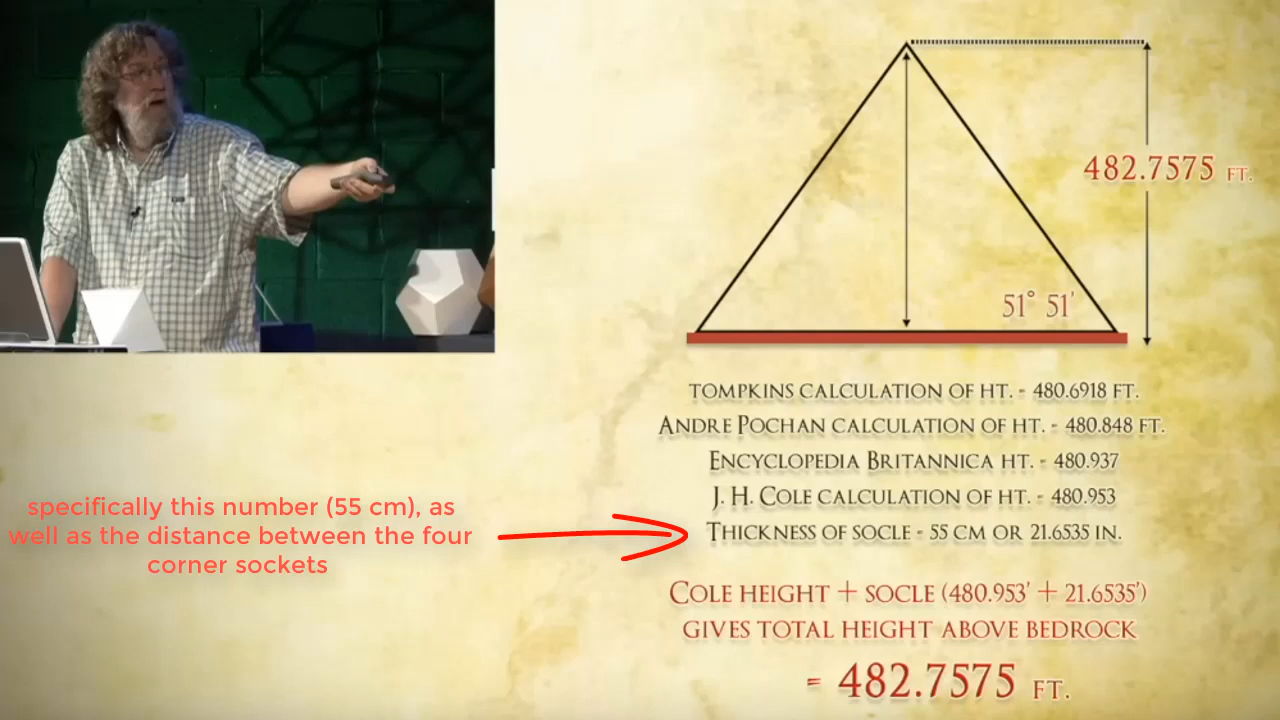 482.7575 FT.
51° 51'
TOMPKINS CALCULATION OF HT. - 480.6918 FT.
ANDRE POCHAN CALCULATION OF HT. - 480.848 FT.
ENCYCLOPEDIA BRITANNICA HT. - 480.937
J. H. COLE CALCULATION OF HT. - 480.953
THICKNESS OF SOCLE - 55 CM OR 21.6535 IN.
specifically this number (55 cm), as
well as the distance between the four
corner sockets
COLE HEIGHT + SOCLE (480.953' + 21.6535')
GIVES TOTAL HEIGHT ABOVE BEDROCK
= 482.7575 FT.